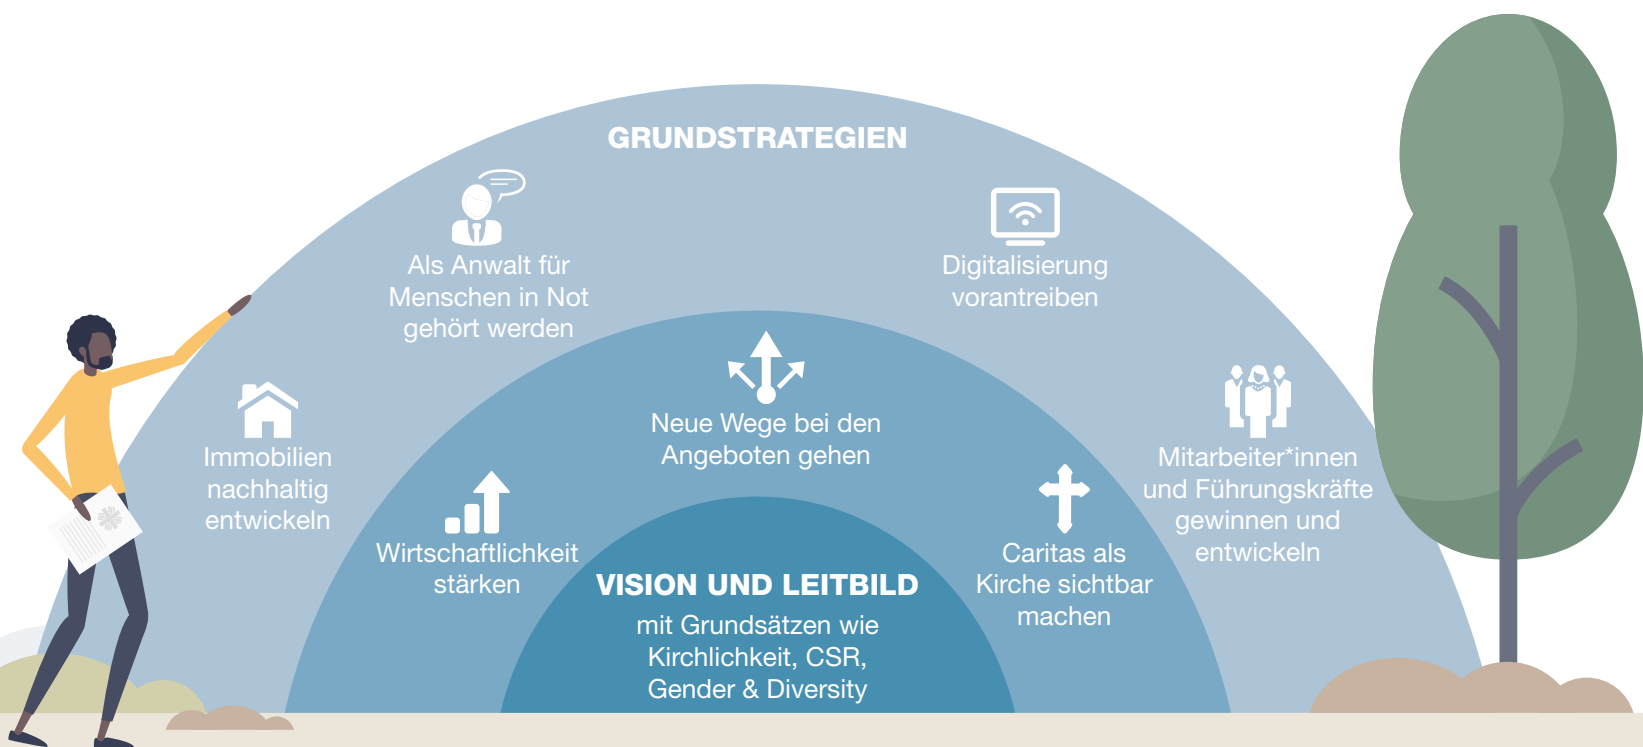 GRUNDSTRATEGIEN
Als Anwalt für
Menschen in Not
gehört werden
Digitalisierung
vorantreiben
Immobilien
nachhaltig
entwickeln
Neue Wege bei den
Angeboten gehen
Mitarbeiter*innen
und Führungskräfte
gewinnen und
entwickeln
Wirtschaftlichkeit
stärken
Caritas als
Kirche sichtbar
machen
VISION UND LEITBILD
mit Grundsätzen wie
Kirchlichkeit, CSR,
Gender & Diversity